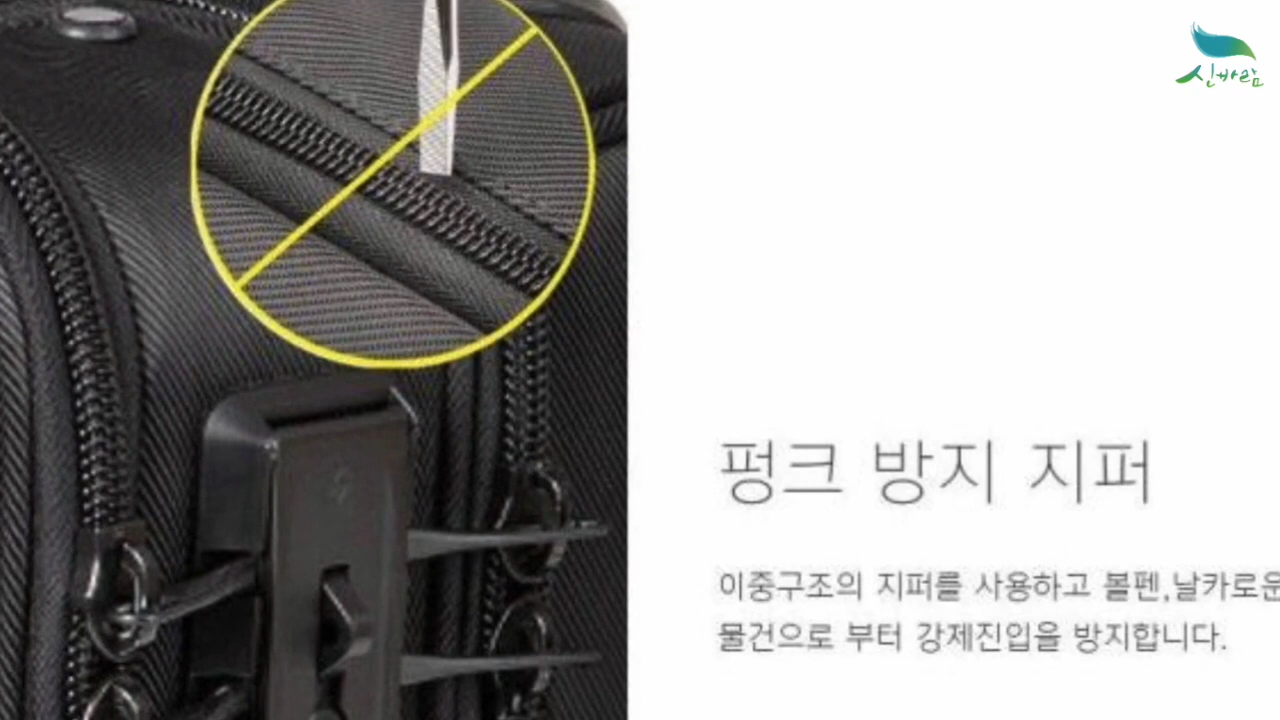 신바람
펑크 방지 지퍼
이중구조의 지퍼를 사용하고 볼펜,날카로운
물건으로 부터 강제진입을 방지합니다.